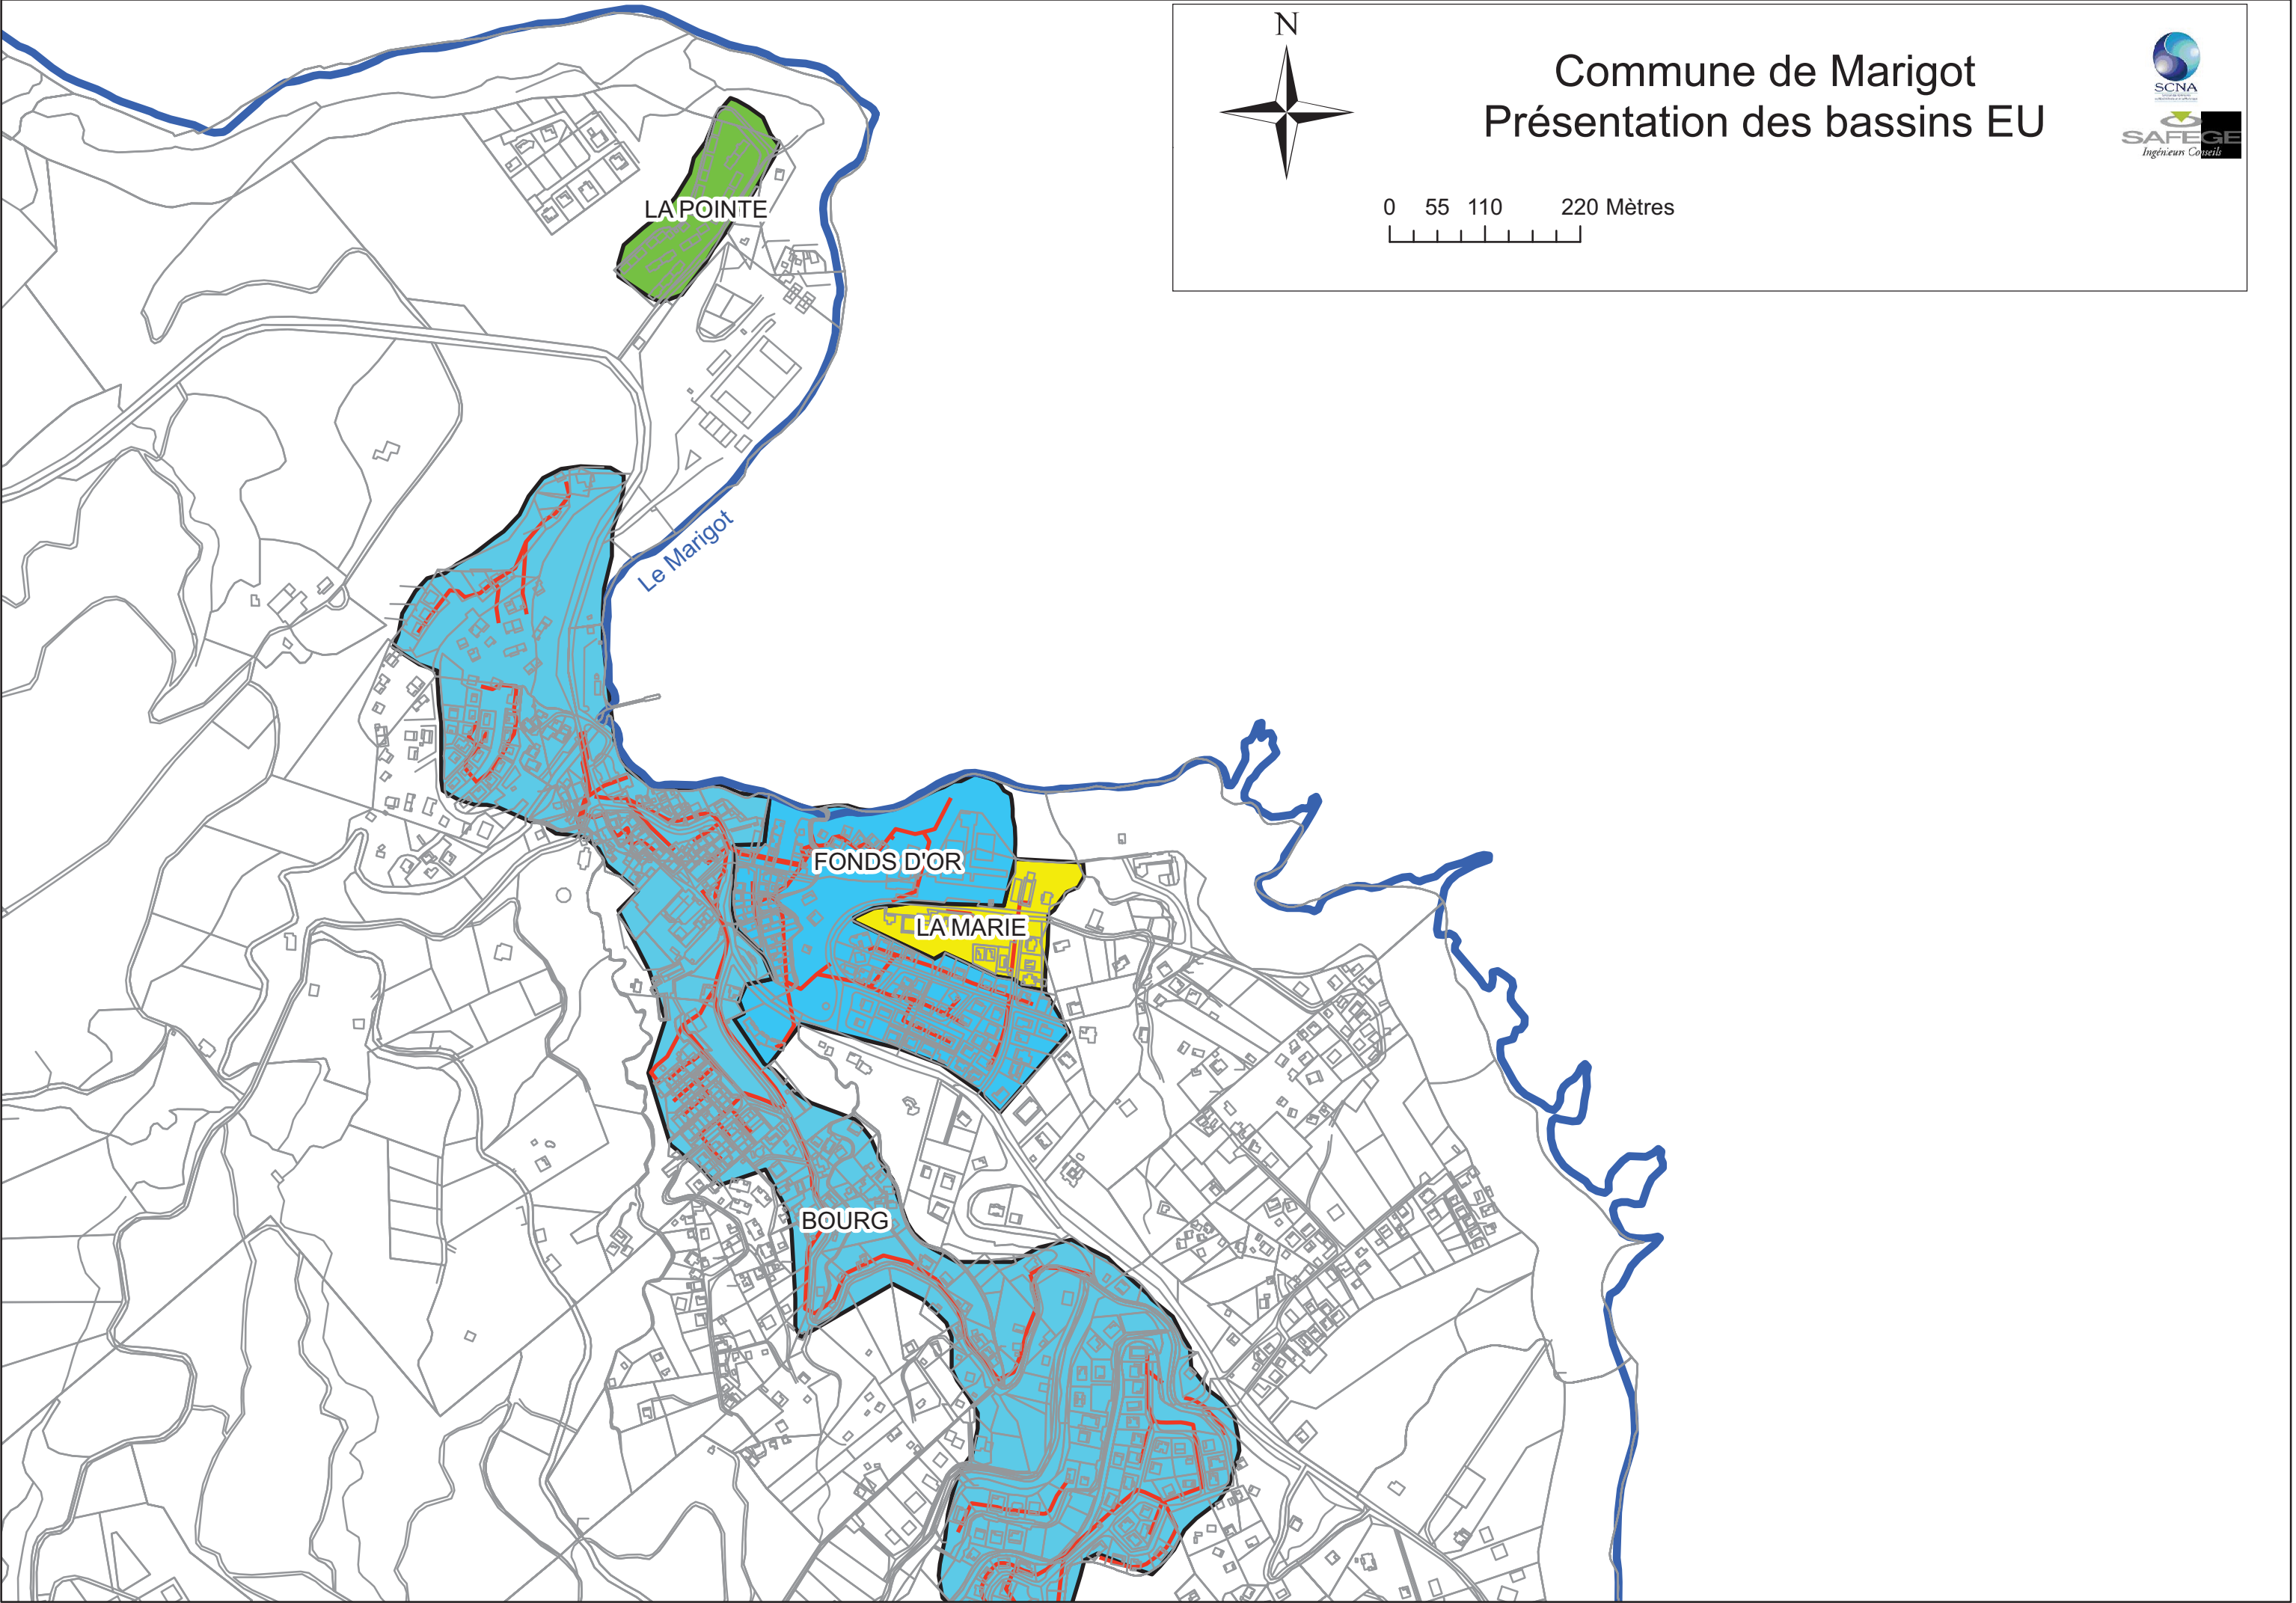 N
Commune de Marigot
Présentation des bassins EU
SCNA
SAFEGE
Ingénieurs Conseils
0 55 110 220 Mètres
LA POINTE
Le Marigot
FONDS D'OR
LA MARIE
BOURG